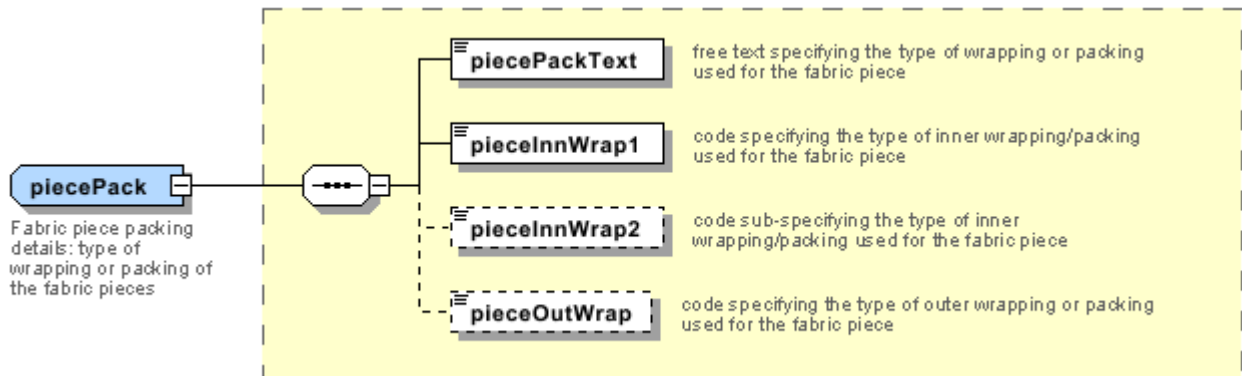 piecePackText
free text specifying the type of wrapping or packing
used for the fabric piece
pieceInnWrap1
code specifying the type of inner wrapping/packing
used for the fabric piece
piecePack
Fabric piece packing
details: type of
wrapping or packing of
the fabric pieces
pieceInnWrap2
code sub-specifying the type of inner
wrapping/packing used for the fabric piece
pieceOutWrap
code specifying the type of outer wrapping or packing
used for the fabric piece